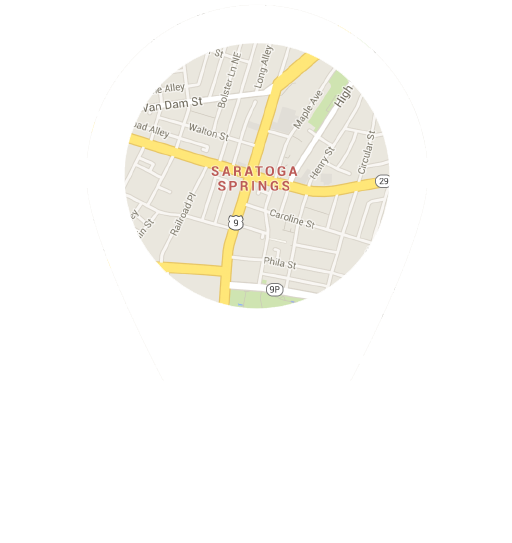 St
Long Alley
Bolster Ln NE
Alley
Van Dam St
Maple Ave
High
Alley
Walton St
Circular St
Henry St
SARATOGA
SPRINGS
29
Railroad Pl
9
Caroline St
St
Phila St
9P